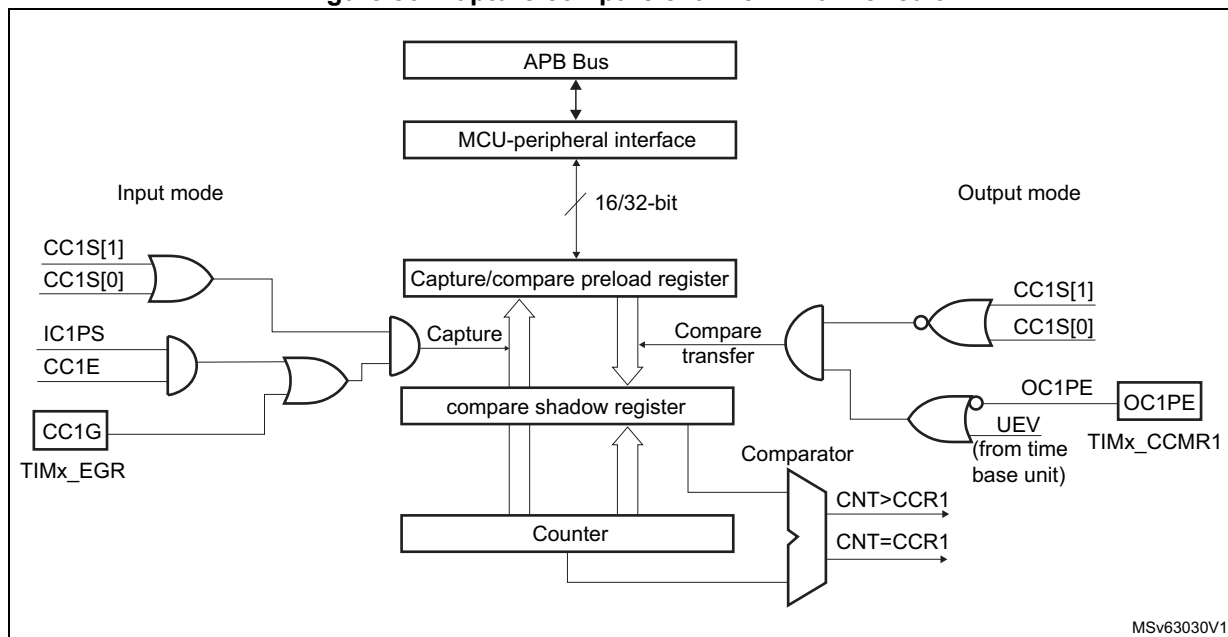 APB Bus
MCU-peripheral interface
16/32-bit
Input mode
Output mode
CC1S[1]
CC1S[0]
IC1PS
CC1E
CC1G
TIMx_EGR
Capture/compare preload register
Capture
Compare
transfer
compare shadow register
Counter
Comparator
CNT>CCR1
CNT=CCR1
CC1S[1]
CC1S[0]
OC1PE
OC1PE
UEV
(from time
base unit)
TIMx_CCMR1
MSv63030V1